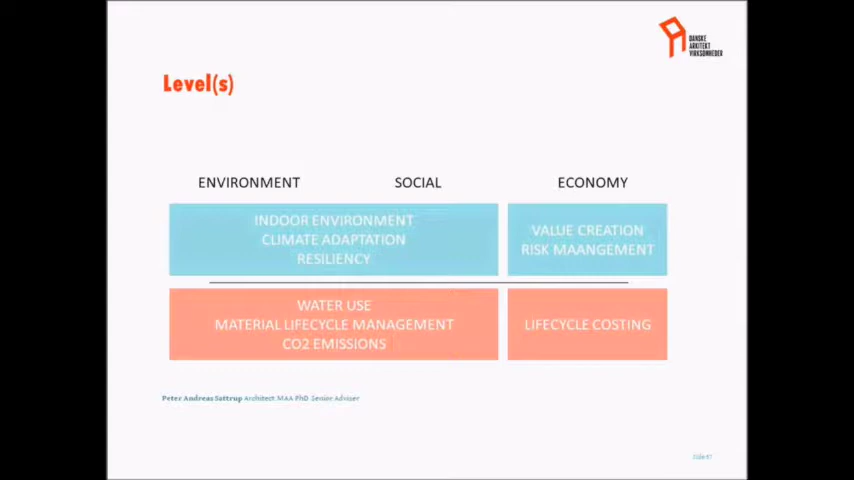 DANSKE
ARKITEKT
VIRKSOMHEDER
Level(s)
ENVIRONMENT SOCIAL ECONOMY
INDOOR ENVIRONMENT
CLIMATE ADAPTATION
RESILIENCY
VALUE CREATION
RISK MAANGEMENT
WATER USE
MATERIAL LIFECYCLE MANAGEMENT
CO2 EMISSIONS
LIFECYCLE COSTING
Peter Andreas Sattrup Architect MAA PhD Senior Adviser